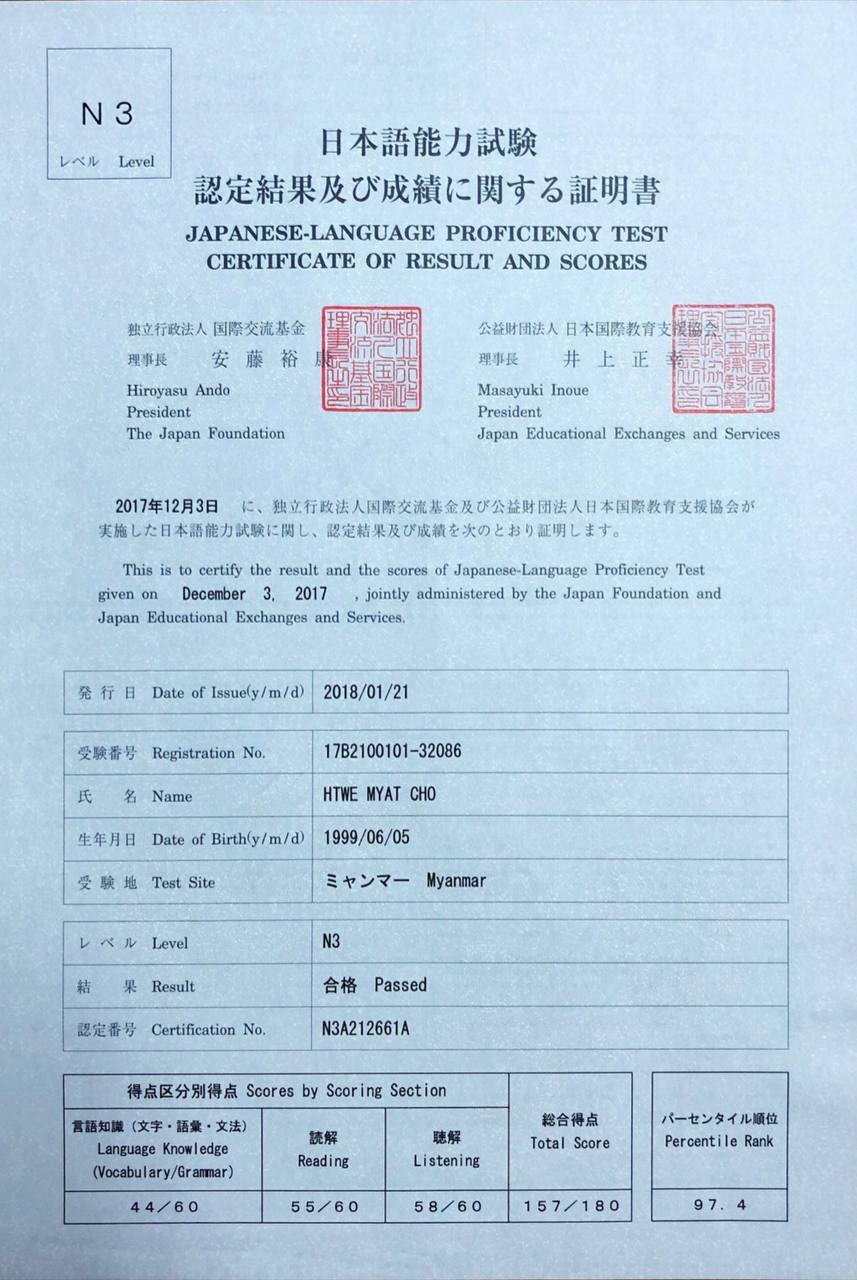 N3
レベル Level
日本語能力試験
認定結果及び成績に関する証明書
JAPANESE-LANGUAGE PROFICIENCY TEST
CERTIFICATE OF RESULT AND SCORES
独立行政法人 国際交流基金
理事長 安藤裕康
Hiroyasu Ando
President
The Japan Foundation
公益財団法人 日本国際教育支援協会
理事長 井上正幸
Masayuki Inoue
President
Japan Educational Exchanges and Services
2017年12月3日 に、独立行政法人国際交流基金及び公益財団法人日本国際教育支援協会が
実施した日本語能力試験に関し、認定結果及び成績を次のとおり証明します。
This is to certify the result and the scores of Japanese-Language Proficiency Test
given on December 3, 2017 , jointly administered by the Japan Foundation and
Japan Educational Exchanges and Services.
発行日 Date of Issue(y/m/d) 2018/01/21
受験番号 Registration No. 17B2100101-32086
氏名 Name HTWE MYAT CHO
生年月日 Date of Birth(y/m/d) 1999/06/05
受験地 Test Site ミャンマー Myanmar
レベル Level N3
結果 Result 合格 Passed
認定番号 Certification No. N3A212661A
得点区分別得点 Scores by Scoring Section
言語知識（文字・語彙・文法）
Language Knowledge
(Vocabulary/Grammar)
読解
Reading
聴解
Listening
総合得点
Total Score
パーセンタイル順位
Percentile Rank
44／60 55／60 58／60 157／180 97. 4